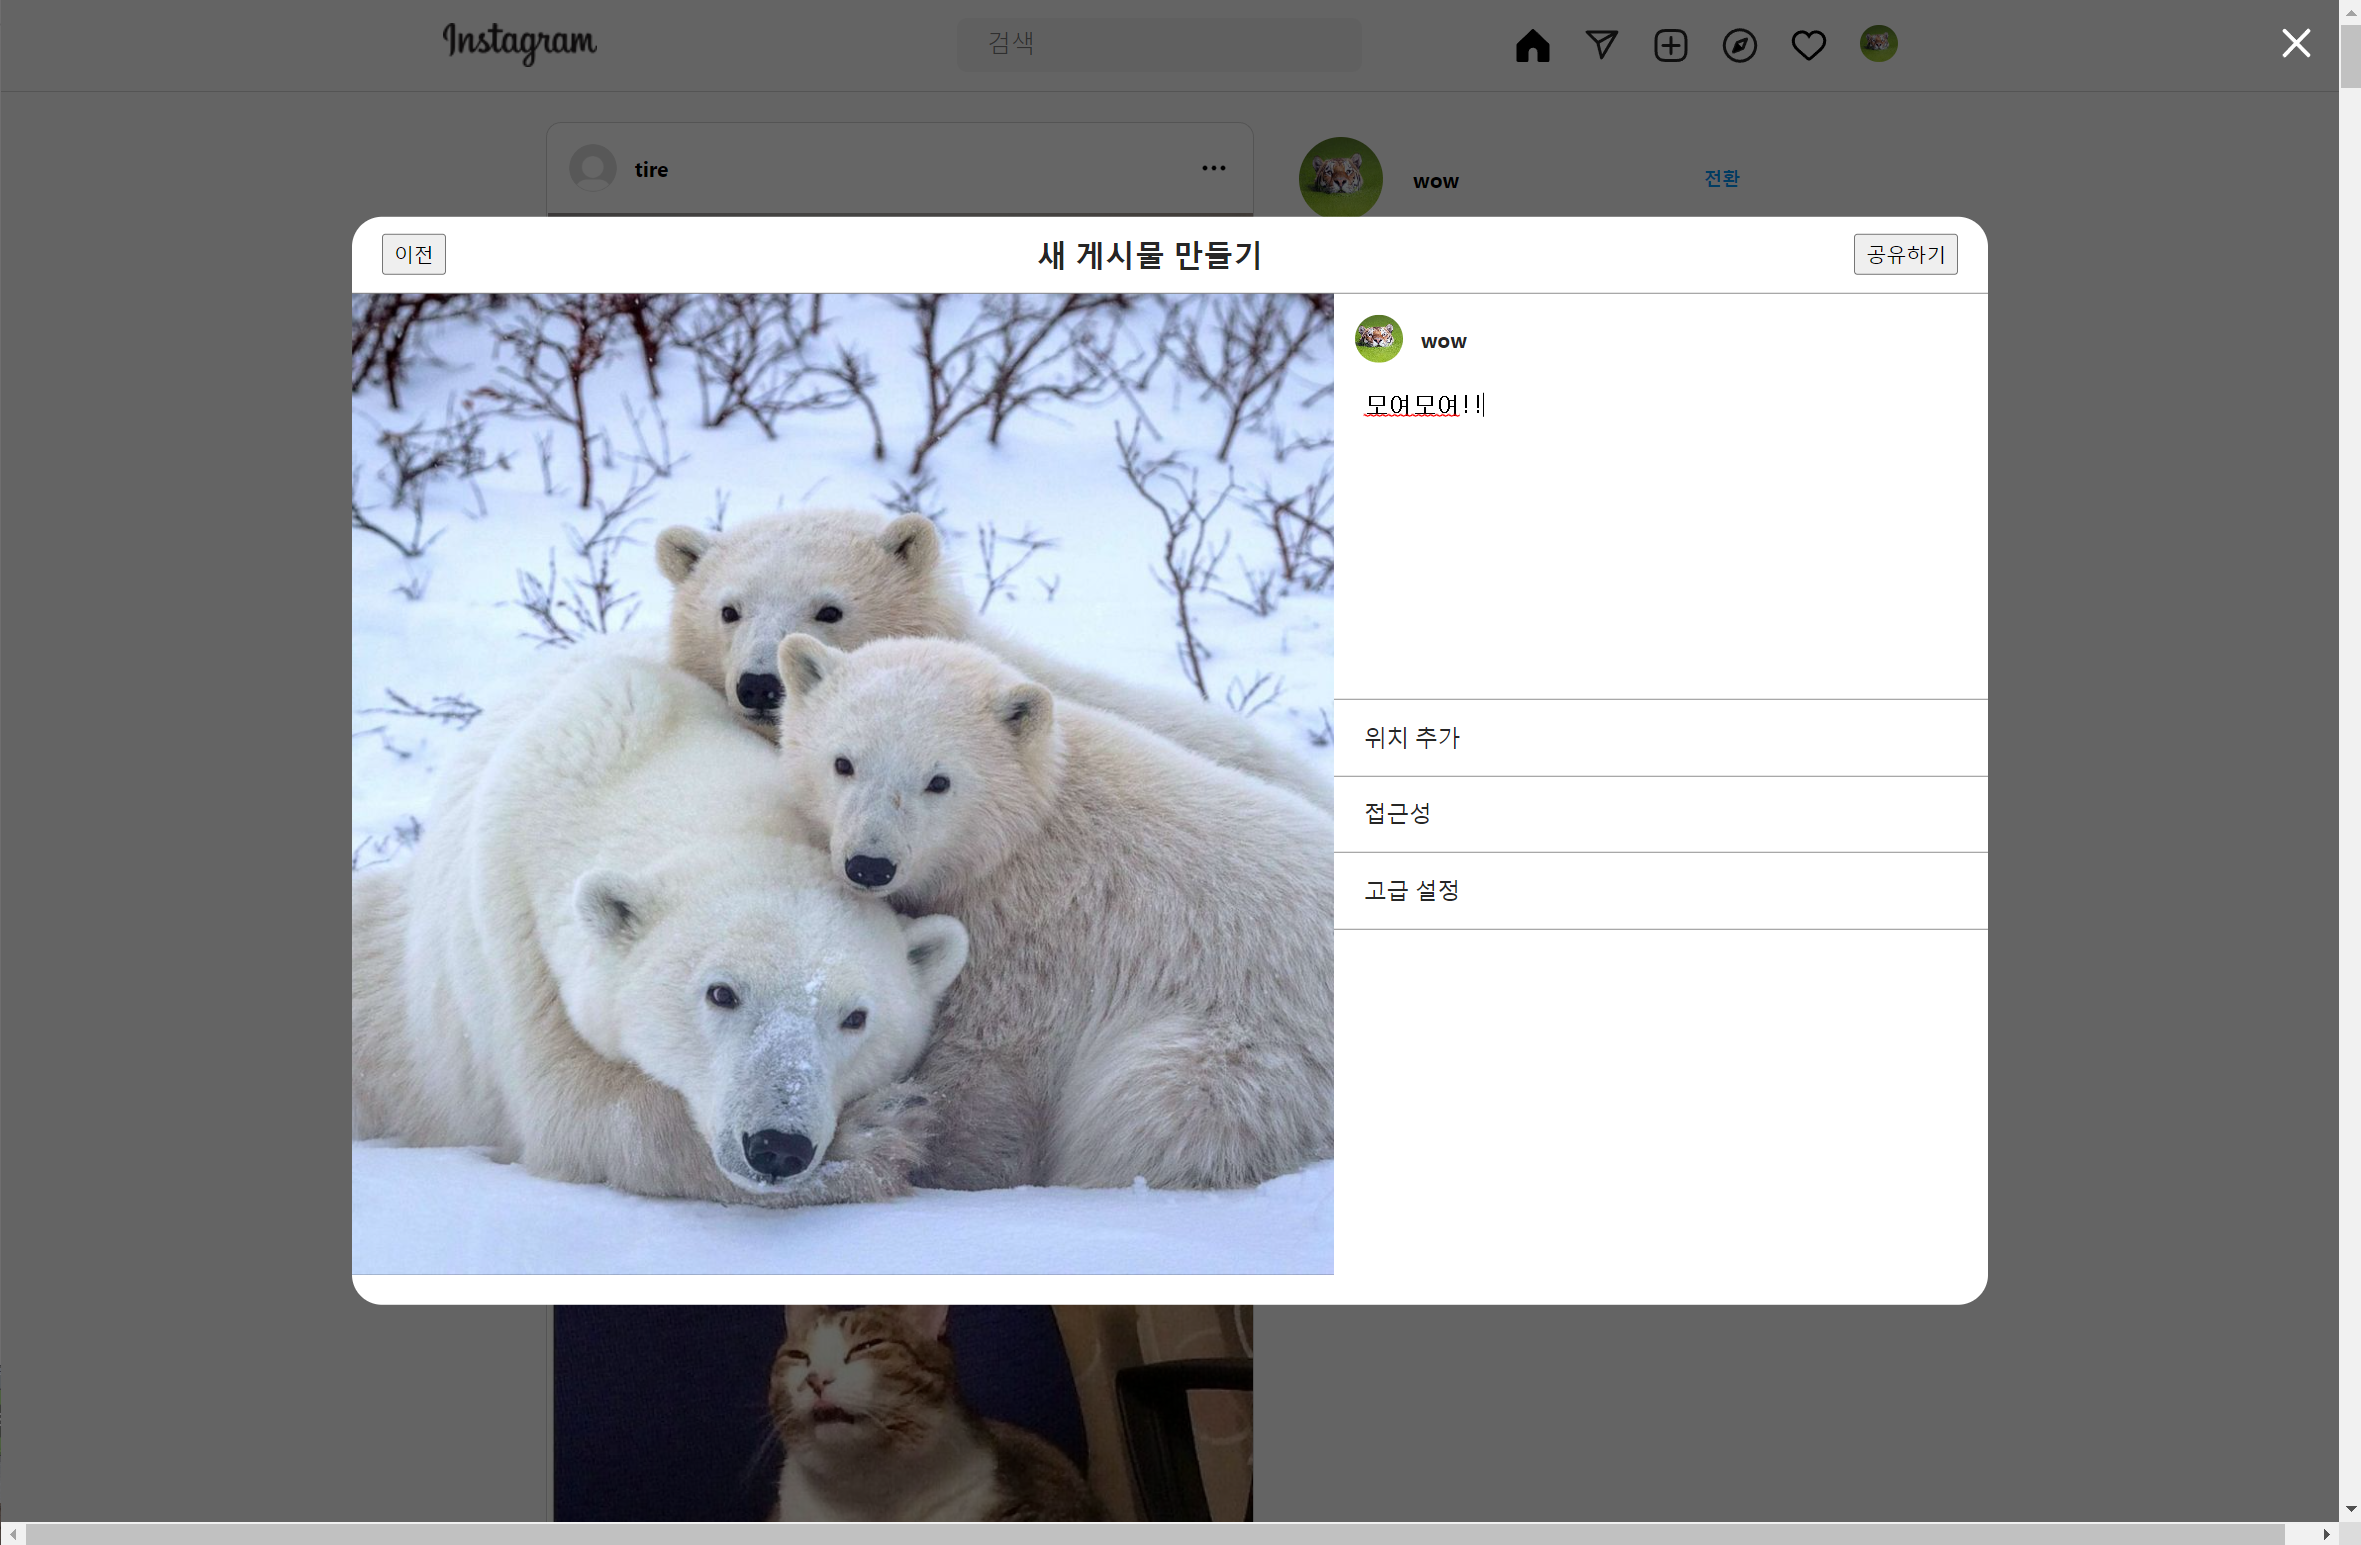 Instagram
검색
tire
wow
전환
이전
새 게시물 만들기
공유하기
wow
모여모여!!
위치 추가
접근성
고급 설정